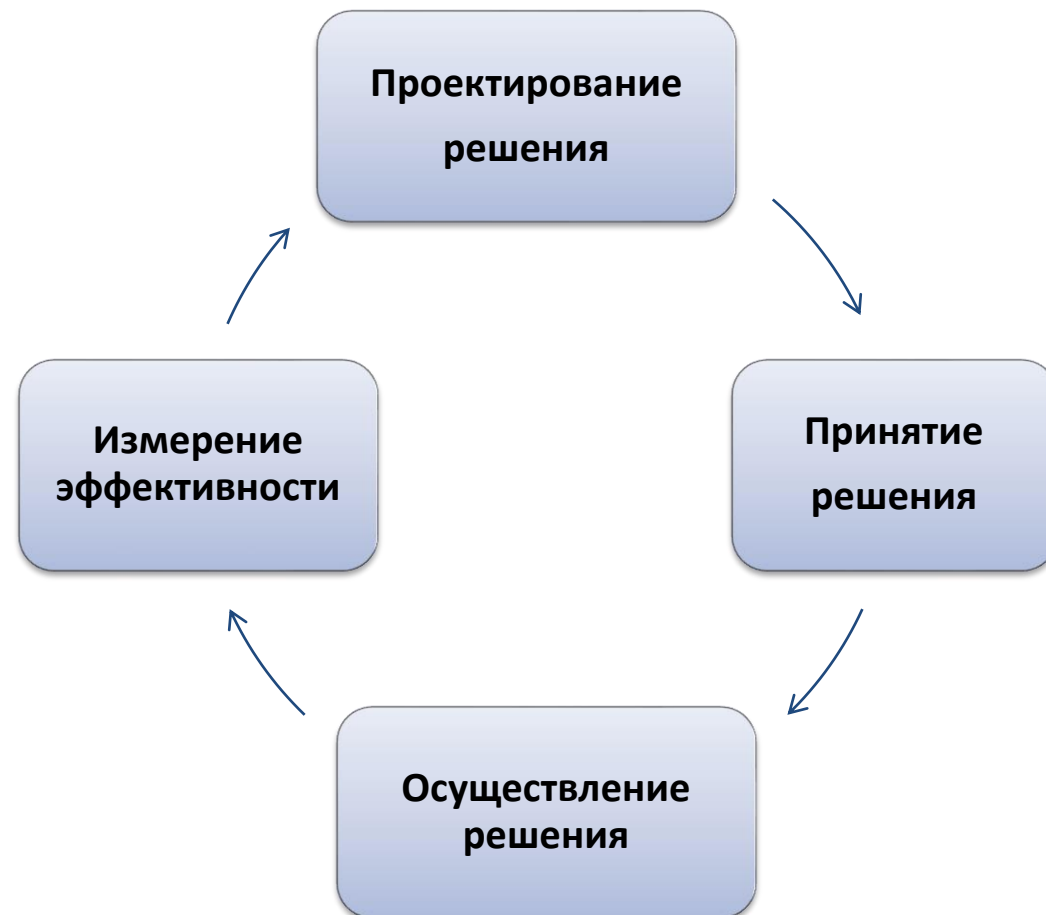 Проектирование
решения
Измерение
эффективности
Принятие
решения
Осуществление
решения